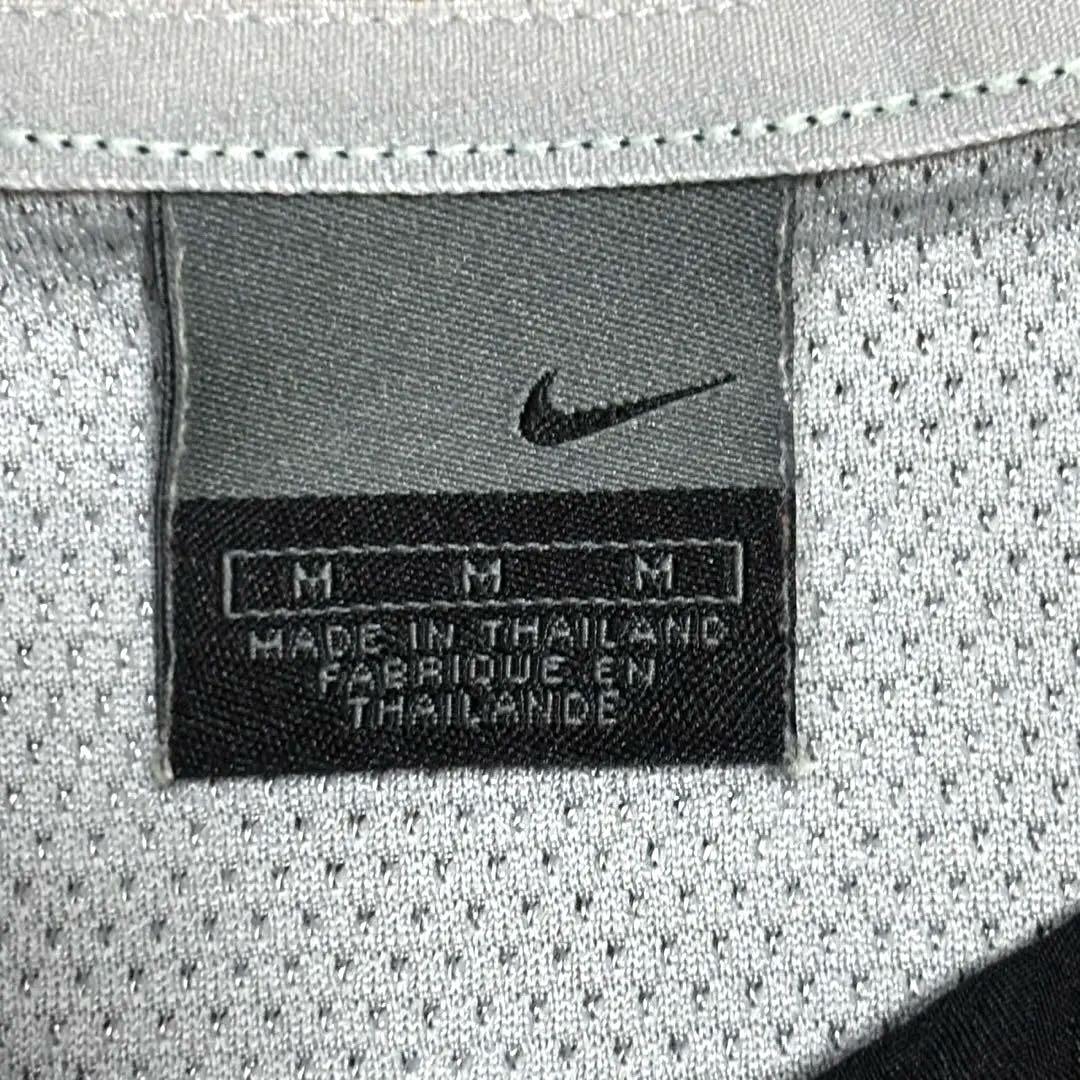 M M M
MADE IN THAILAND
FABRIQUE EN
THAILANDE